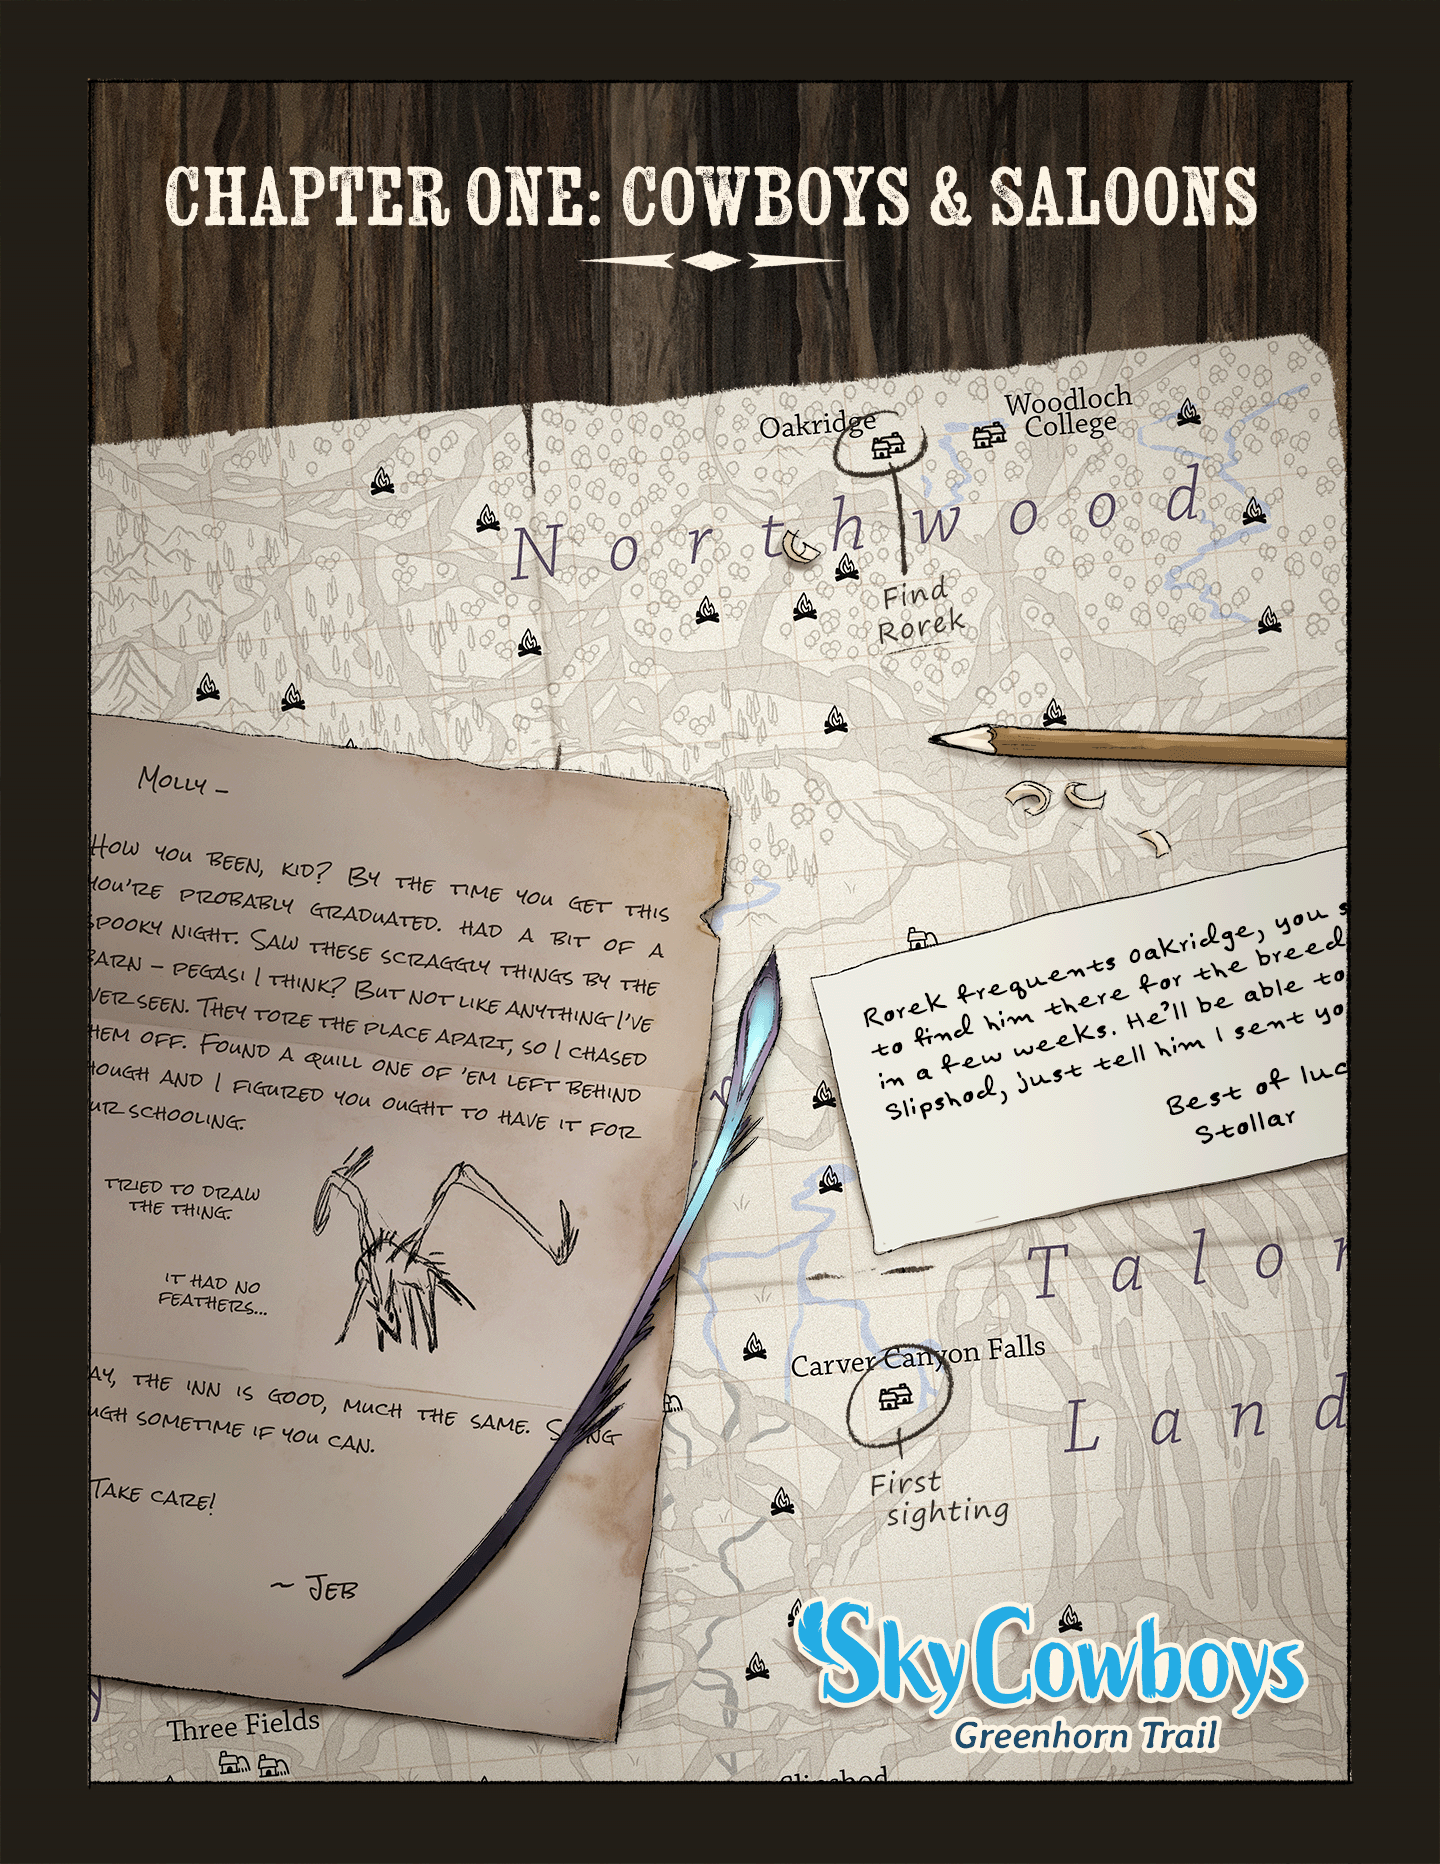 CHAPTER ONE: COWBOYS & SALOONS
Oakridge
Woodloch
College
Northwood
Find
Rorek
Molly –
How you been, kid? By the time you get this
you're probably graduated. had a bit of a
spooky night. Saw these scraggly things by the
barn – pegasi I think? But not like anything I've
ver seen. They tore the place apart, so I chased
hem off. Found a quill one of 'em left behind
hough and I figured you ought to have it for
ur schooling.
Tried to draw
the thing.
It had no
feathers...
ay, the inn is good, much the same. S ng
ugh sometime if you can.
Take care!
~ Jeb
Rorek frequents Oakridge, you s
to find him there for the breed
in a few weeks. He'll be able to
Slipshod, just tell him I sent yo
Best of luc
Stollar
Talon
Carver Canyon Falls
Land
First
sighting
SkyCowboys
Greenhorn Trail
Three Fields
Slipshod